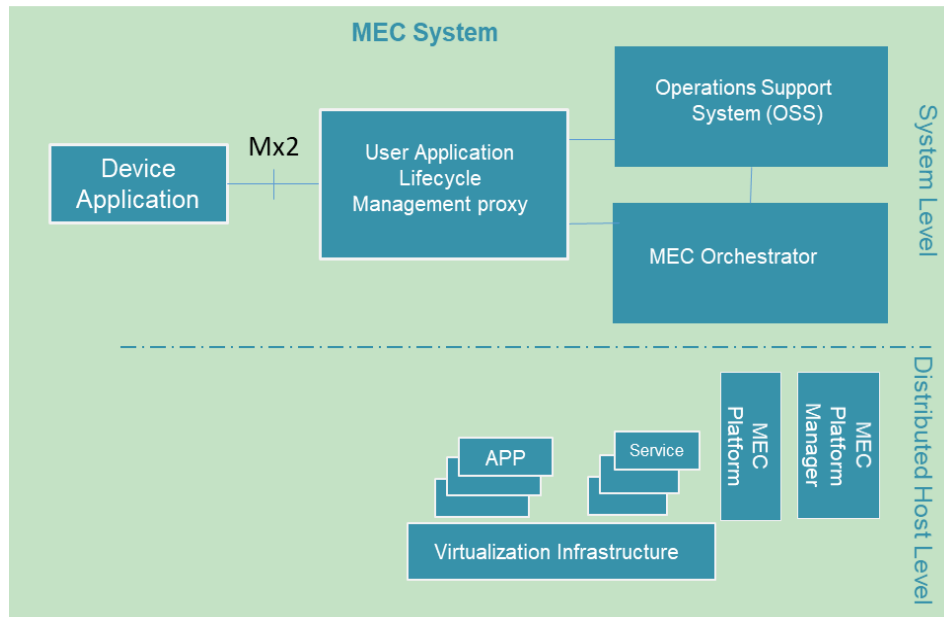 MEC System
Operations Support
System (OSS)
Mx2
User Application
Lifecycle
Management proxy
Device
Application
MEC Orchestrator
System Level
Distributed Host Level
APP
Service
MEC
Platform
MEC
Platform
Manager
Virtualization Infrastructure